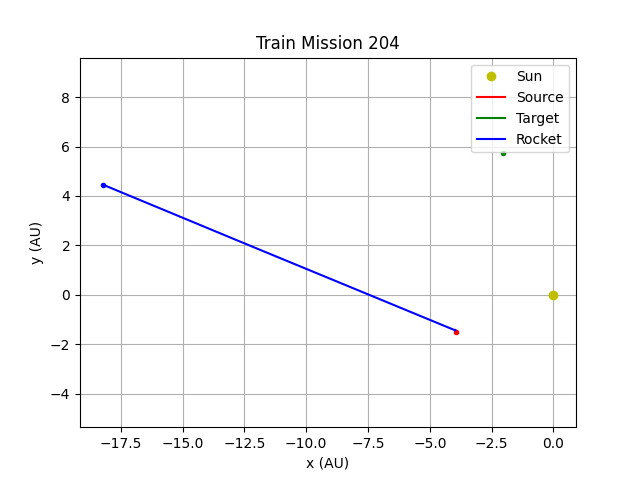 Train Mission 204
Sun
Source
Target
Rocket
8
6
4
2
0
−2
−4
y (AU)
−17.5 −15.0 −12.5 −10.0 −7.5 −5.0 −2.5 0.0
x (AU)